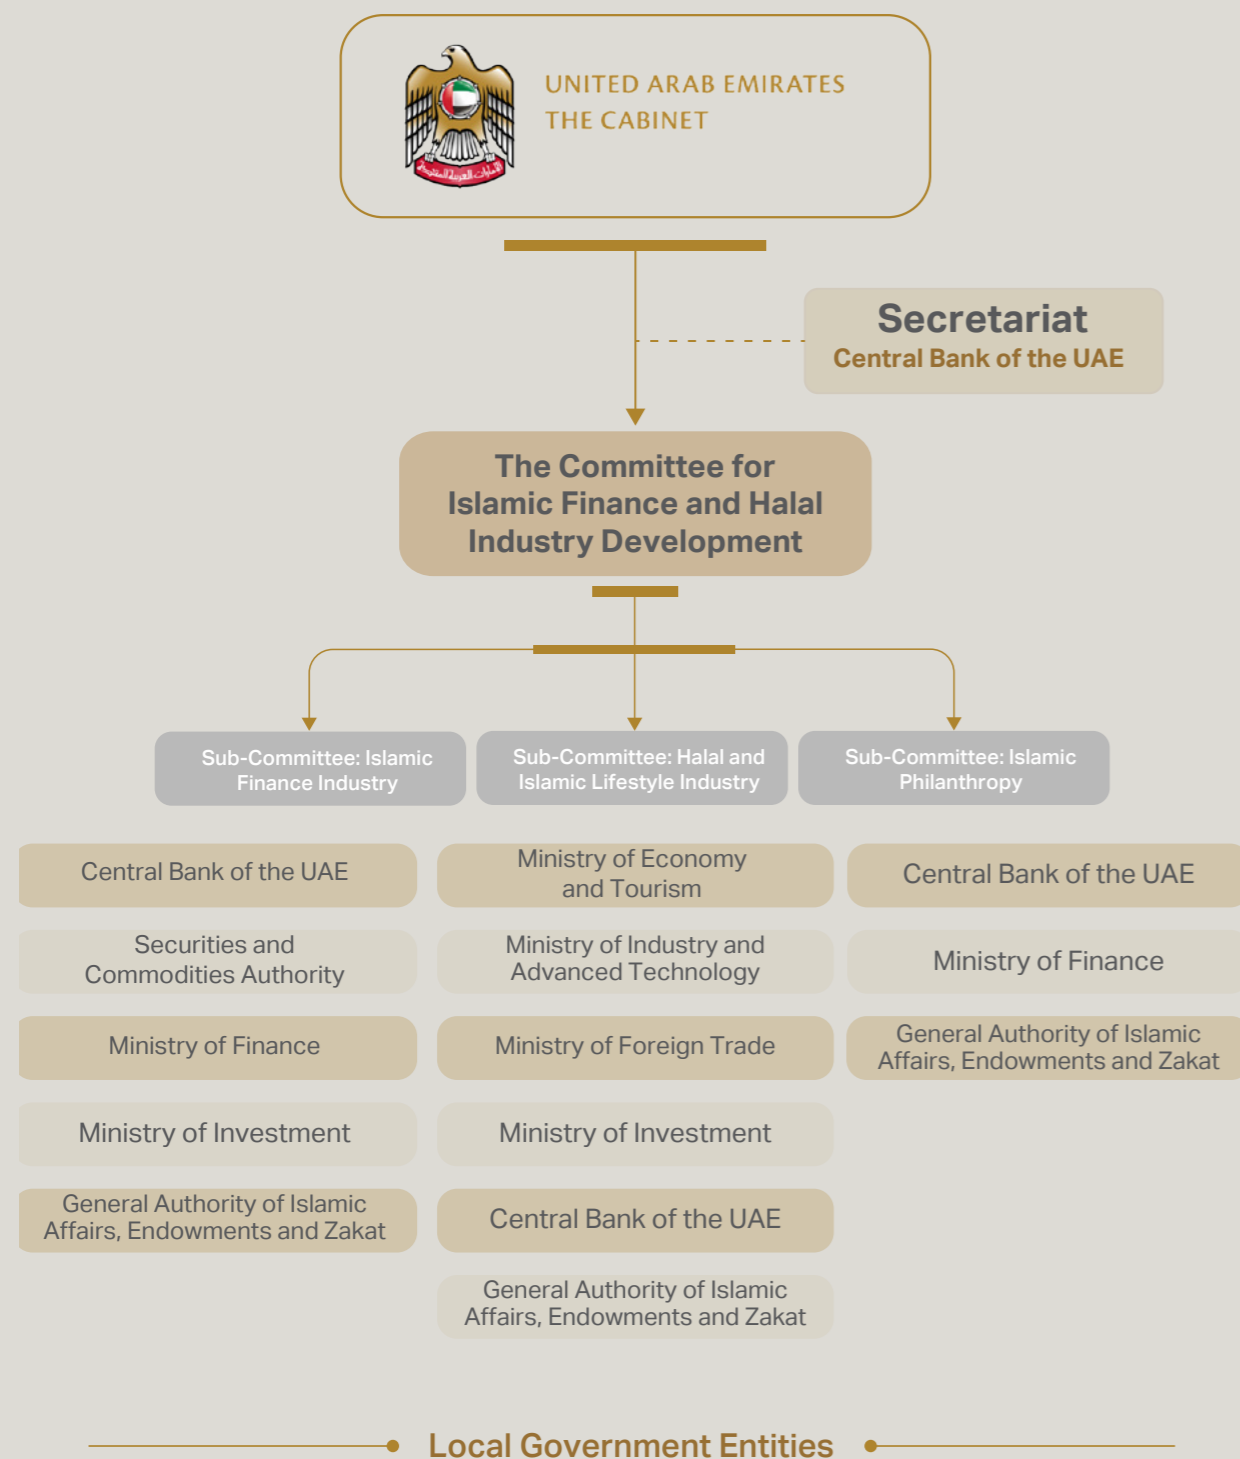 UNITED ARAB EMIRATES
THE CABINET
الإمارات العربية المتحدة
Secretariat
Central Bank of the UAE
The Committee for
Islamic Finance and Halal
Industry Development
Sub-Committee: Islamic
Finance Industry
Sub-Committee: Halal and
Islamic Lifestyle Industry
Sub-Committee: Islamic
Philanthropy
Central Bank of the UAE
Securities and
Commodities Authority
Ministry of Finance
Ministry of Investment
General Authority of Islamic
Affairs, Endowments and Zakat
Ministry of Economy
and Tourism
Ministry of Industry and
Advanced Technology
Ministry of Foreign Trade
Ministry of Investment
Central Bank of the UAE
General Authority of Islamic
Affairs, Endowments and Zakat
Central Bank of the UAE
Ministry of Finance
General Authority of Islamic
Affairs, Endowments and Zakat
Local Government Entities